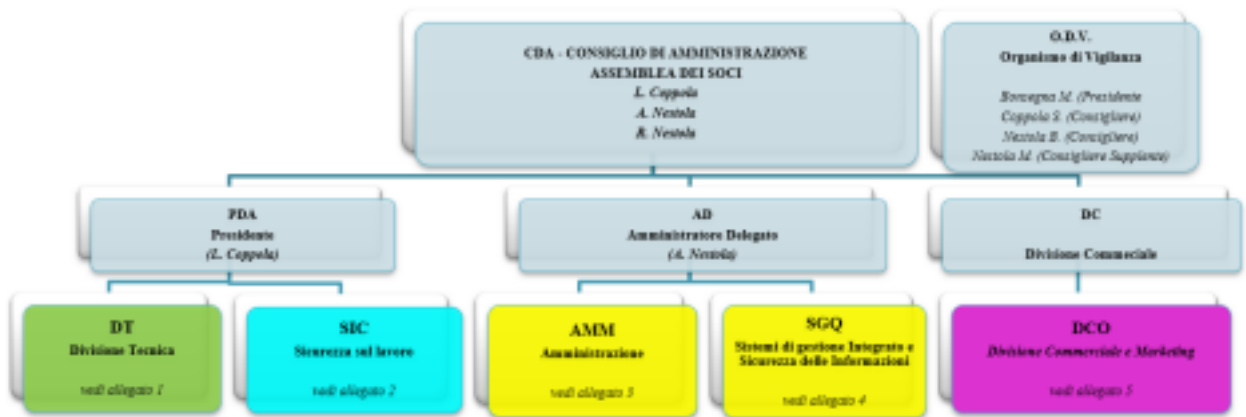 CDA - CONSIGLIO DI AMMINISTRAZIONE
ASSEMBLEA DEI SOCI
L. Coppola
A. Nestola
R. Nestola
O.D.V.
Organismo di Vigilanza
M. (Presidente
Coppola S. (Consigliere)
Nestola B. (Consigliere)
Nestola M. (Consigliere Suppiante)
PDA
Presidente
(L. Coppola)
AD
Amministratore Delegato
(A. Nestola)
DC
Divisione Commeciale
DT
Divisione Tecnica
vedi allegato 1
SIC
Sicurezza sul lavoro
vedi allegato 2
AMM
Amministrazione
vedi allegato 3
SGQ
Sistemi di gestione Integrato e
Sicurezza delle Informazioni
vedi allegato 4
DCO
Divisione Commerciale e Marketing
vedi allegato 5